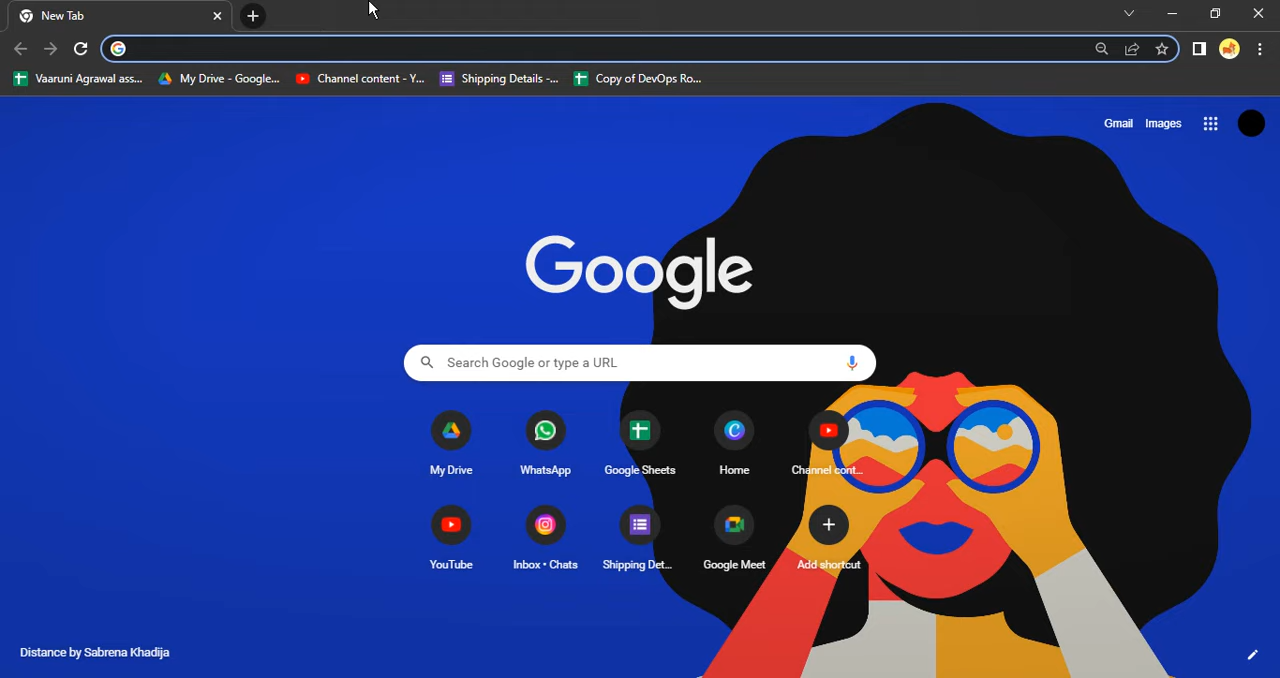 New Tab
Vaaruni Agrawal ass...
My Drive - Google...
Channel content - Y...
Shipping Details -...
Copy of DevOps Ro...
Gmail
Images
Google
Search Google or type a URL
My Drive
WhatsApp
Google Sheets
Home
Channel cont...
YouTube
Inbox • Chats
Shipping Det...
Google Meet
Add shortcut
Distance by Sabrena Khadija